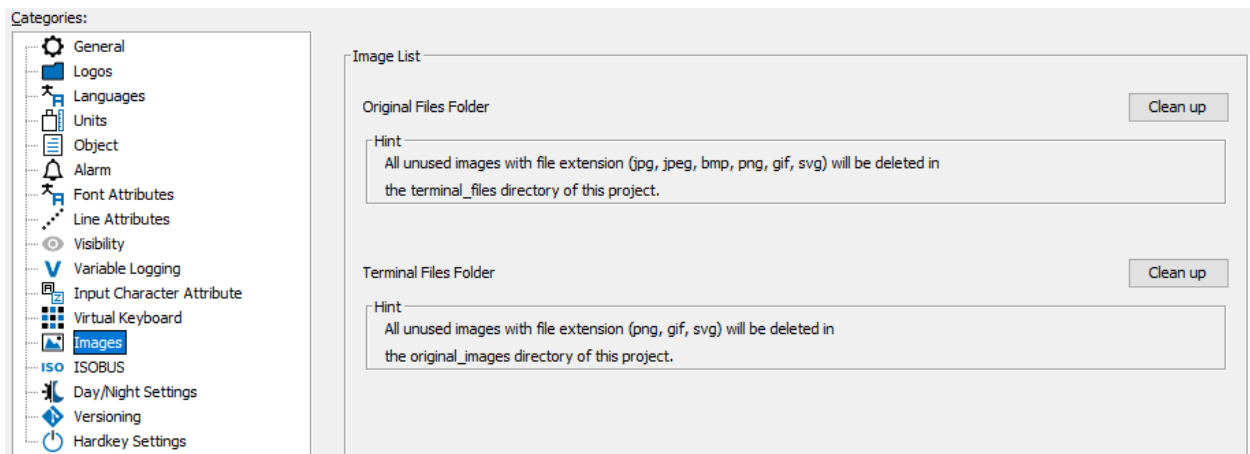 Categories:
General
Logos
Languages
Units
Object
Alarm
Font Attributes
Line Attributes
Visibility
Variable Logging
Input Character Attribute
Virtual Keyboard
Images
ISO ISOBUS
Day/Night Settings
Versioning
Hardkey Settings
Image List
Original Files Folder
Clean up
Hint
All unused images with file extension (jpg, jpeg, bmp, png, gif, svg) will be deleted in
the terminal_files directory of this project.
Terminal Files Folder
Clean up
Hint
All unused images with file extension (png, gif, svg) will be deleted in
the original_images directory of this project.